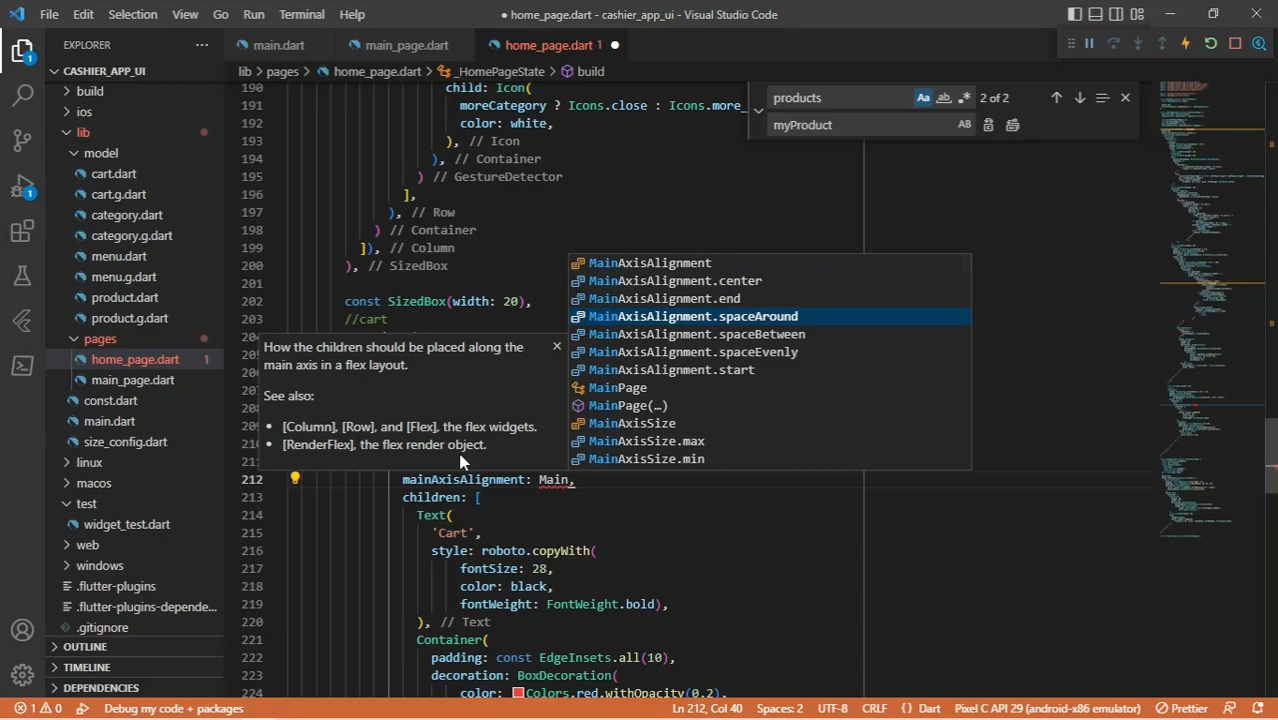 File Edit Selection View Go Run Terminal Help
● home_page.dart - cashier_app_ui - Visual Studio Code
EXPLORER
main.dart
main_page.dart
home_page.dart 1
CASHIER_APP_UI
build
ios
lib
model
cart.dart
cart.g.dart
category.dart
category.g.dart
menu.dart
menu.g.dart
product.dart
product.g.dart
pages
home_page.dart 1
main_page.dart
const.dart
main.dart
size_config.dart
linux
macos
test
widget_test.dart
web
windows
.flutter-plugins
.flutter-plugins-depende...
.gitignore
OUTLINE
TIMELINE
DEPENDENCIES
lib > pages > home_page.dart > _HomePageState > build
products
Aa ab .* 2 of 2
myProduct
AB
190 child: Icon(
191 moreCategory ? Icons.close : Icons.more_
192 color: white,
193 ), // Icon
194 ), // Container
195 ) // GestureDetector
196 ],
197 ), // Row
198 ) // Container
199 ]), // Column
200 ), // SizedBox
201
202 const SizedBox(width: 20),
203 //cart
How the children should be placed along the
main axis in a flex layout.
See also:
• [Column], [Row], and [Flex], the flex widgets.
• [RenderFlex], the flex render object.
MainAxisAlignment
MainAxisAlignment.center
MainAxisAlignment.end
MainAxisAlignment.spaceAround
MainAxisAlignment.spaceBetween
MainAxisAlignment.spaceEvenly
MainAxisAlignment.start
MainPage
MainPage(…)
MainAxisSize
MainAxisSize.max
MainAxisSize.min
212 mainAxisAlignment: Main,
213 children: [
214 Text(
215 'Cart',
216 style: roboto.copyWith(
217 fontSize: 28,
218 color: black,
219 fontWeight: FontWeight.bold),
220 ), // Text
221 Container(
222 padding: const EdgeInsets.all(10),
223 decoration: BoxDecoration(
224 color: Colors.red.withOpacity(0.2),
1 0 Debug my code + packages
Ln 212, Col 40 Spaces: 2 UTF-8 CRLF {} Dart Pixel C API 29 (android-x86 emulator) Prettier